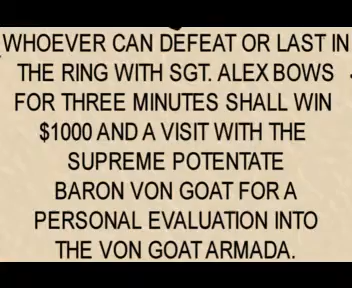 WHOEVER CAN DEFEAT OR LAST IN
THE RING WITH SGT. ALEX BOWS
FOR THREE MINUTES SHALL WIN
$1000 AND A VISIT WITH THE
SUPREME POTENTATE
BARON VON GOAT FOR A
PERSONAL EVALUATION INTO
THE VON GOAT ARMADA.